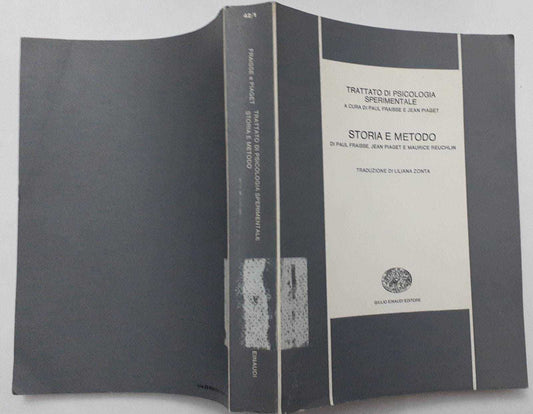 42/1
FRAISSE e PIAGET
TRATTATO DI PSICOLOGIA SPERIMENTALE
STORIA E METODO
EINAUDI
TRATTATO DI PSICOLOGIA
SPERIMENTALE
A CURA DI PAUL FRAISSE E JEAN PIAGET
STORIA E METODO
DI PAUL FRAISSE, JEAN PIAGET E MAURICE REUCHLIN
TRADUZIONE DI LILIANA ZONTA
GIULIO EINAUDI EDITORE